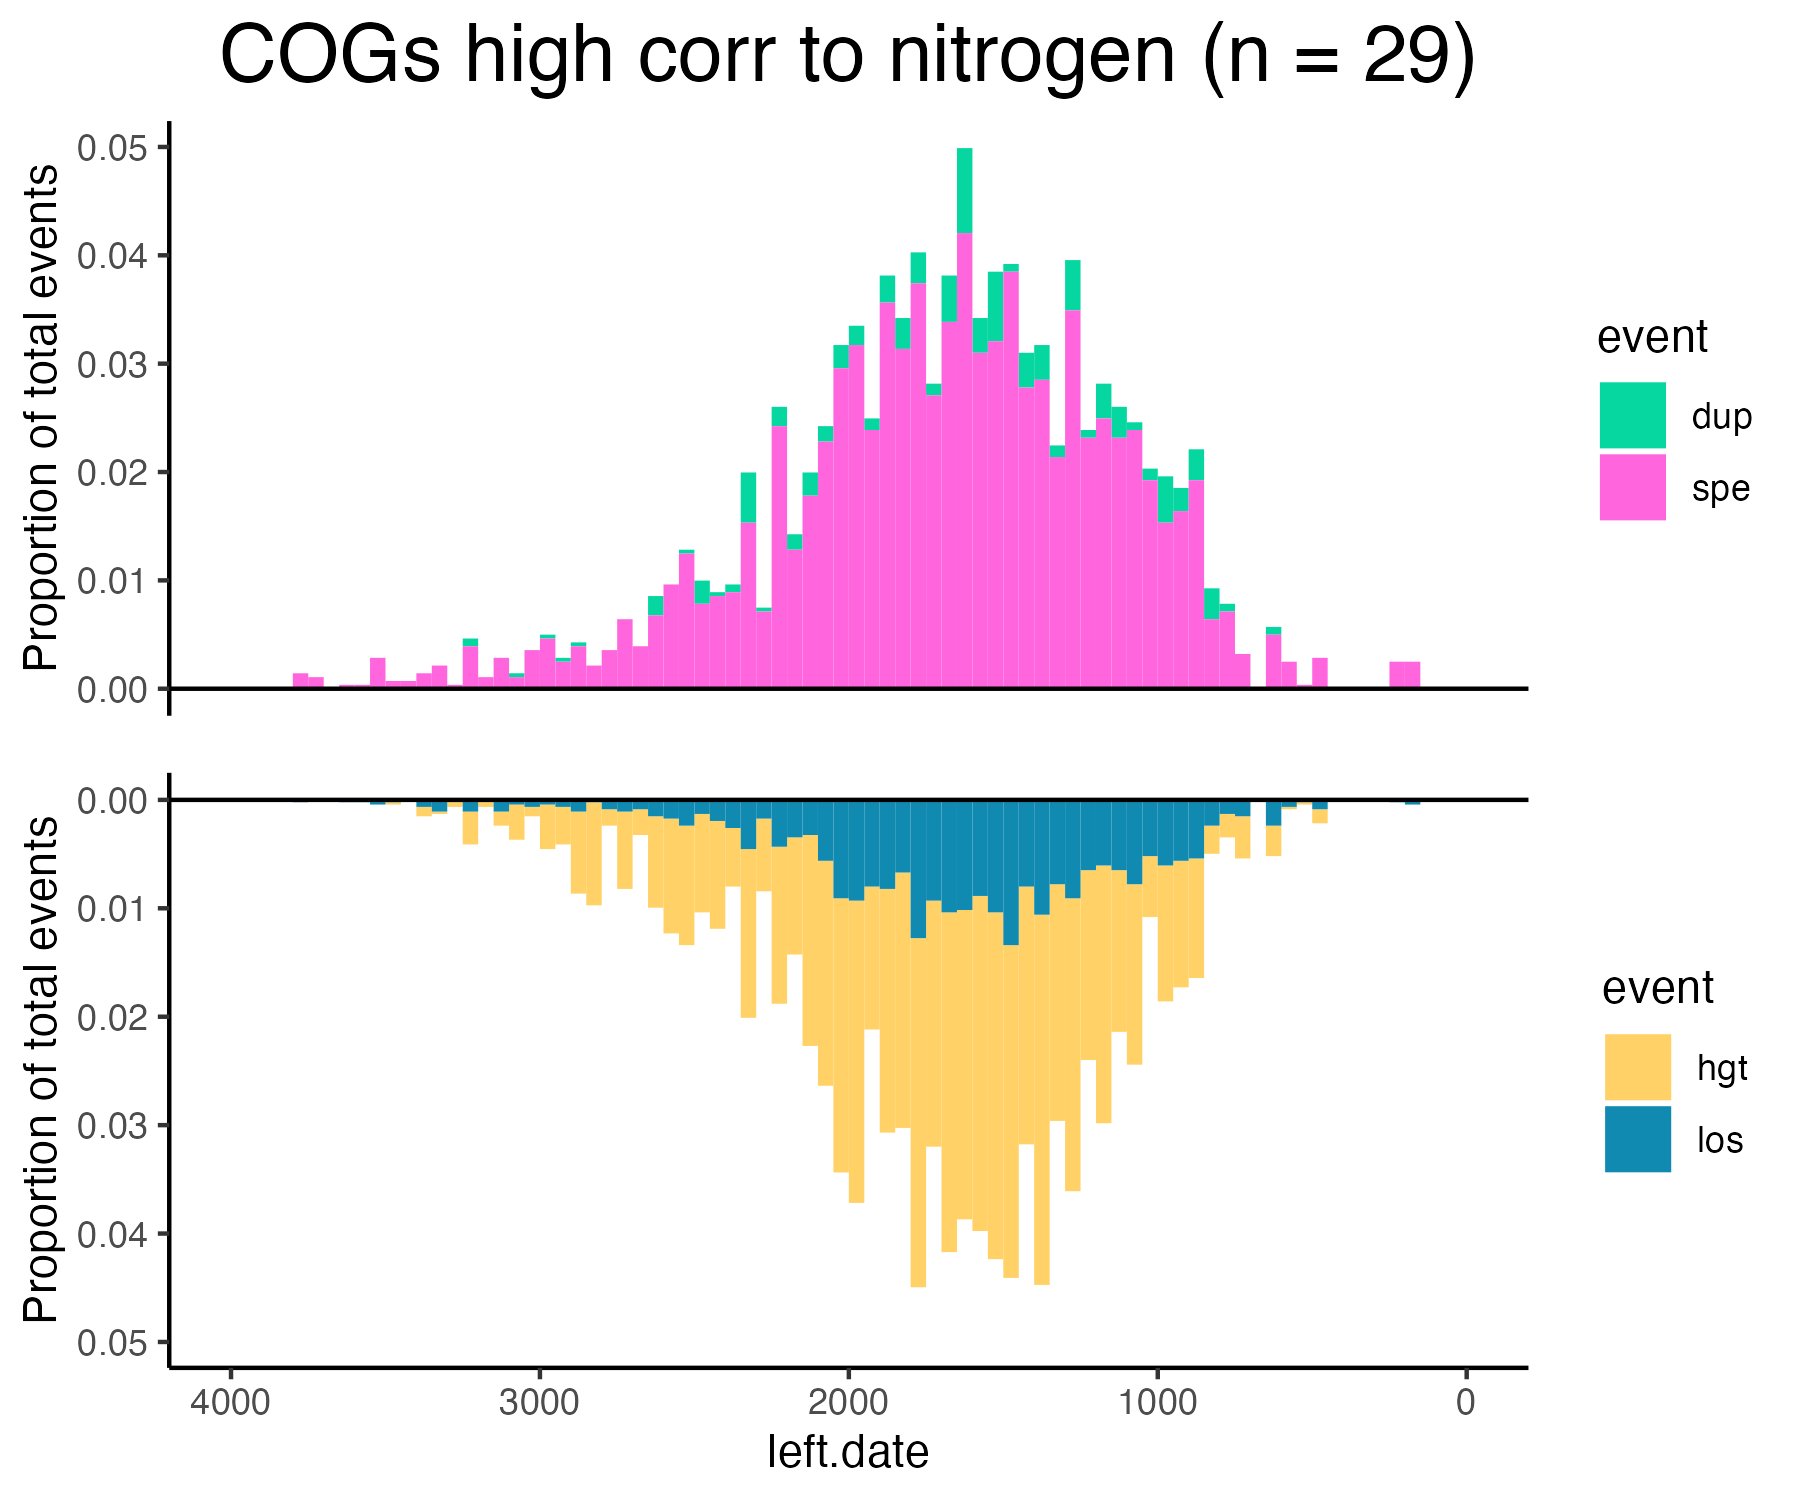 COGs high corr to nitrogen (n = 29)
Proportion of total events
0.05
0.04
0.03
0.02
0.01
0.00
event
dup
spe
Proportion of total events
0.00
0.01
0.02
0.03
0.04
0.05
event
hgt
los
4000 3000 2000 1000 0
left.date